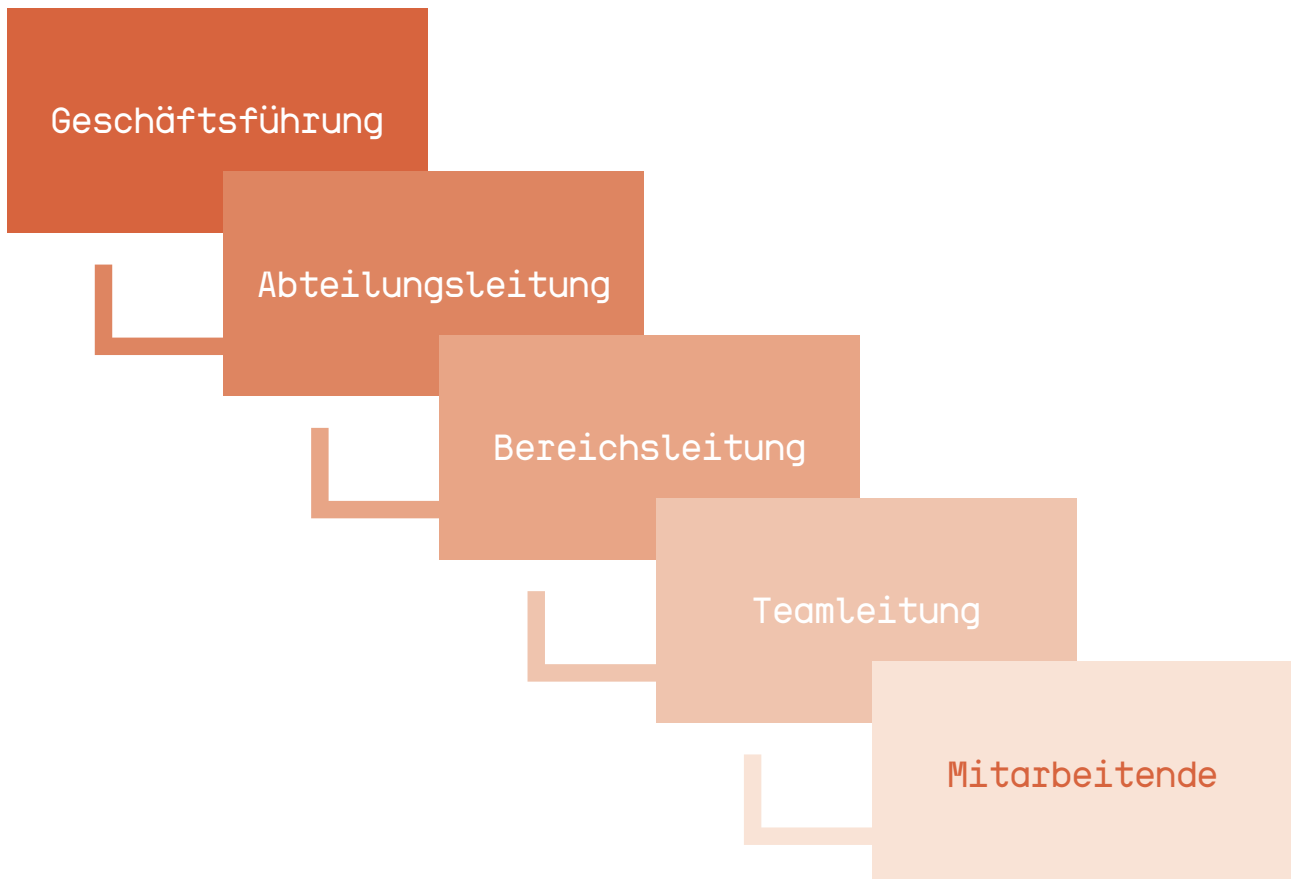 Geschäftsführung
Abteilungsleitung
Bereichsleitung
Teamleitung
Mitarbeitende